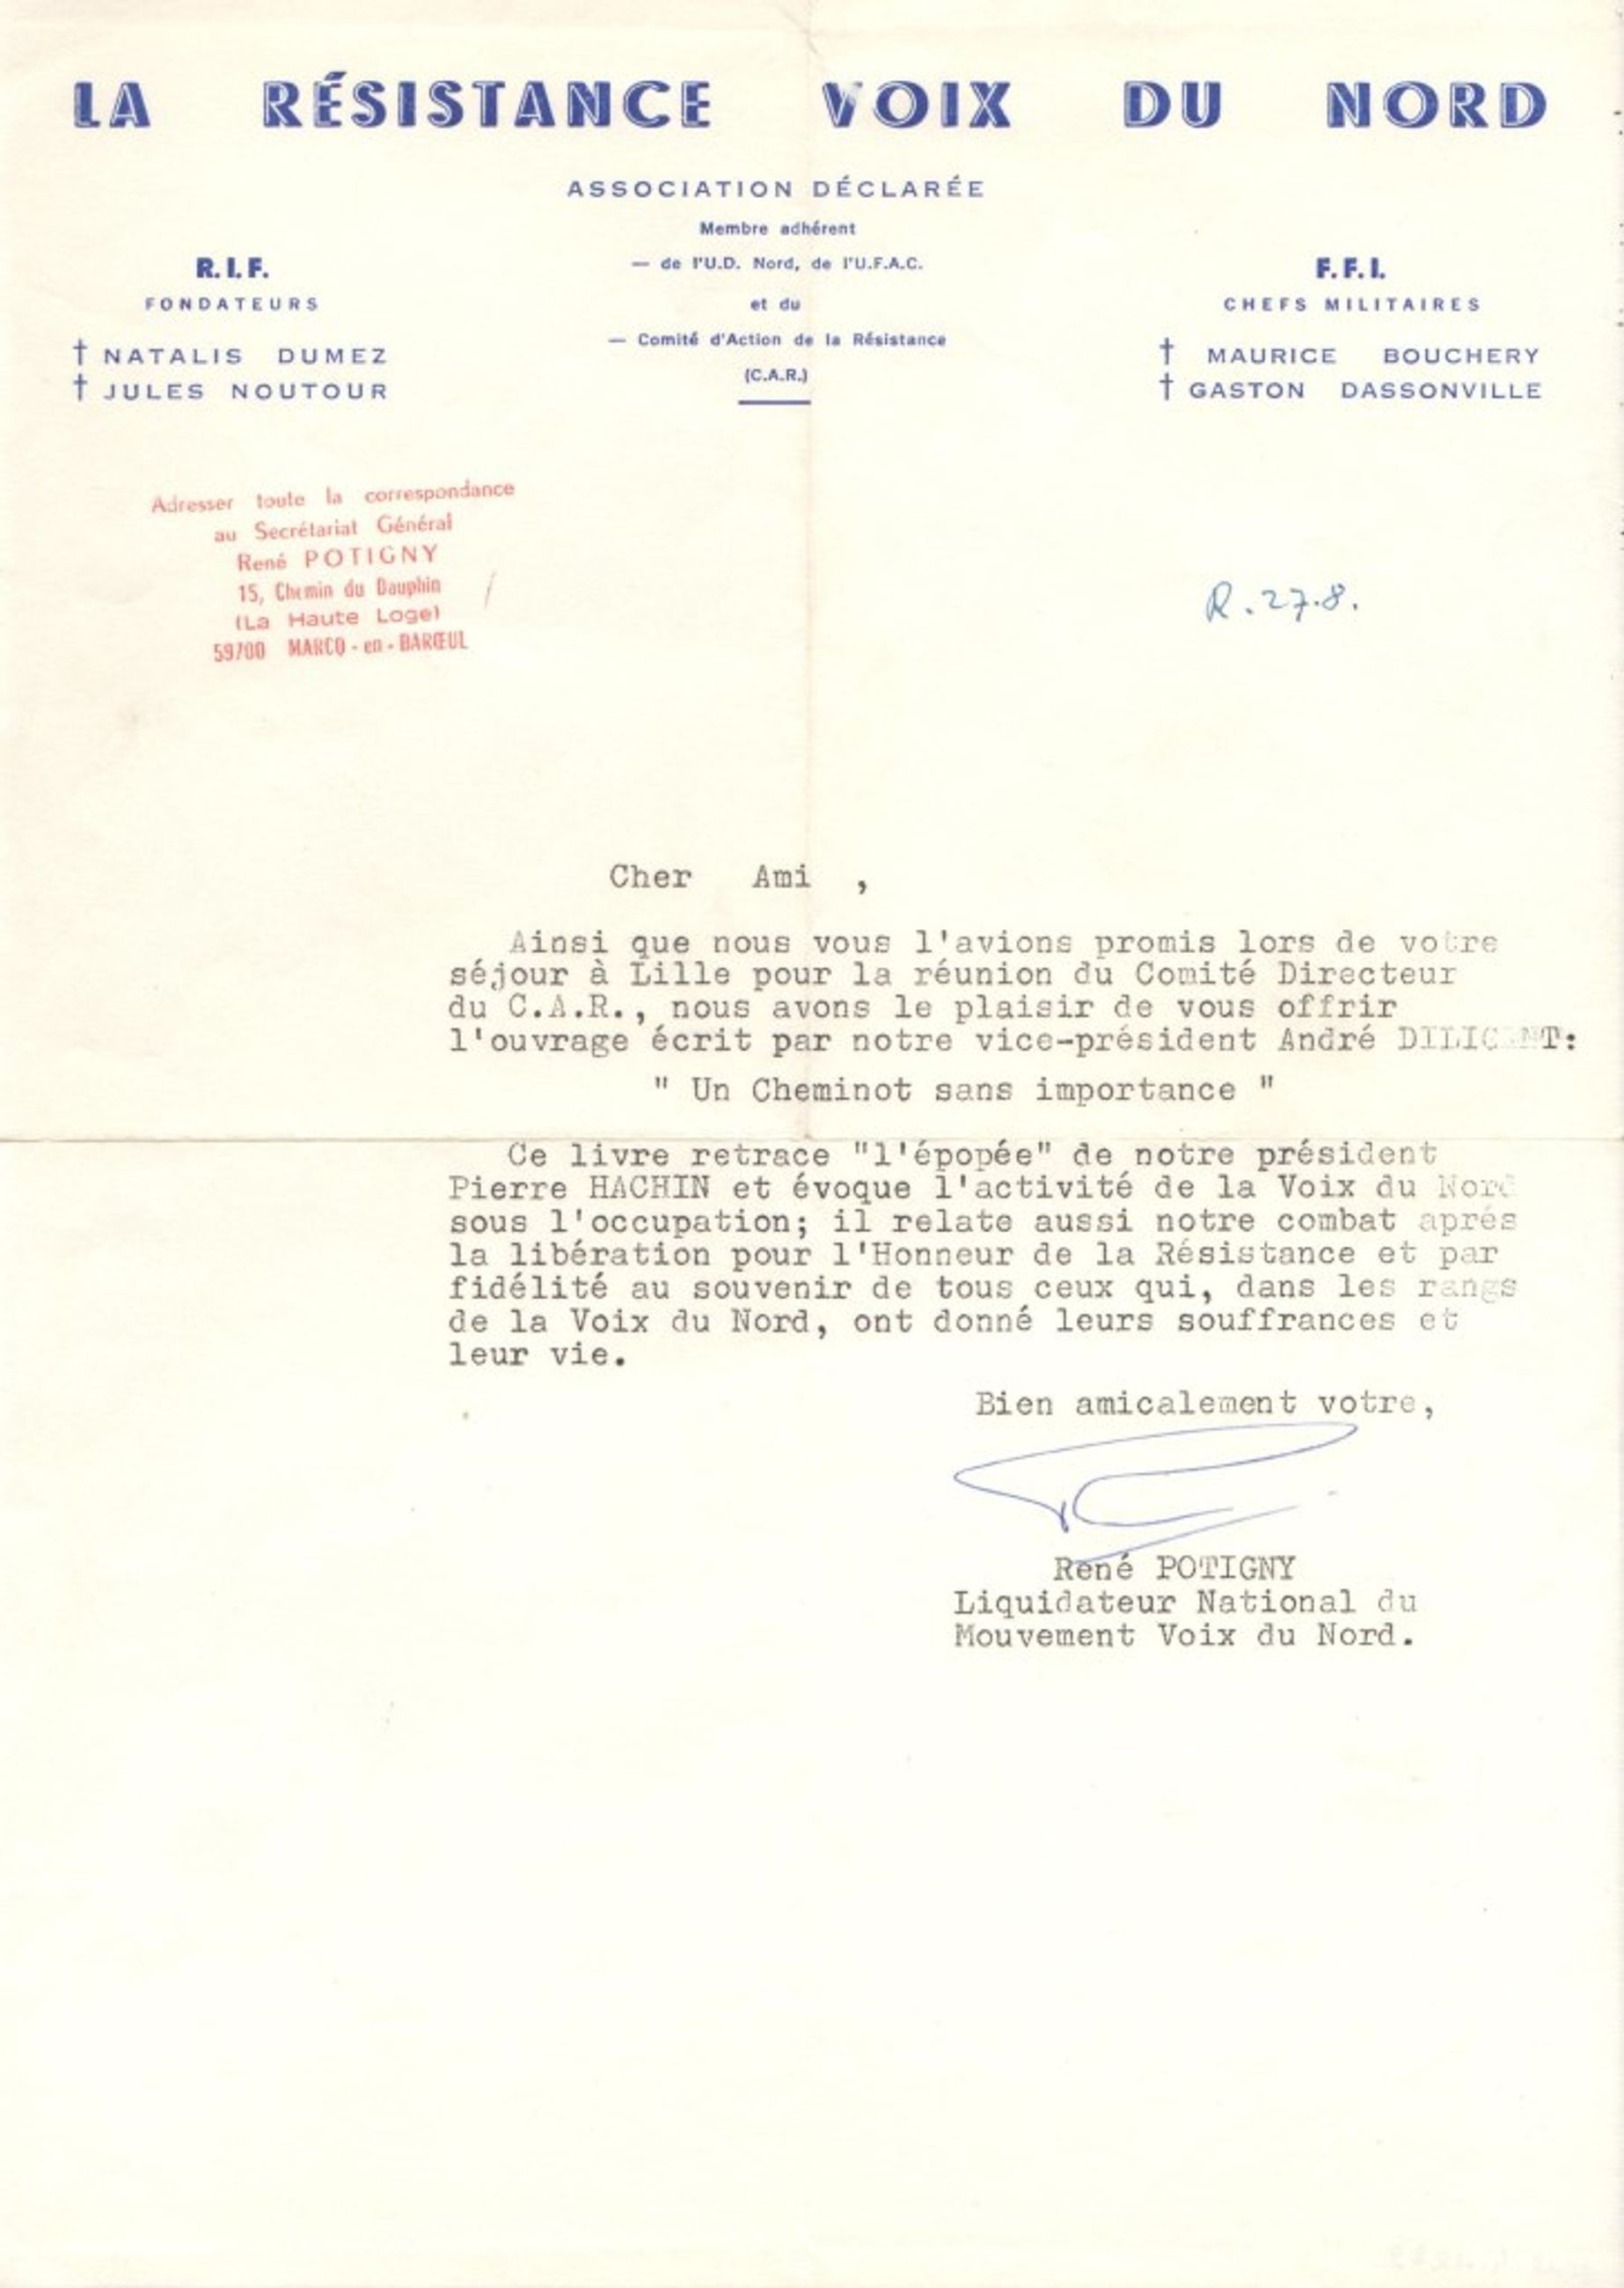 LA RÉSISTANCE VOIX DU NORD
ASSOCIATION DÉCLARÉE
Membre adhérent
— de l'U.D. Nord, de l'U.F.A.C.
et du
— Comité d'Action de la Résistance
(C.A.R.)
R.I.F.
FONDATEURS
† NATALIS DUMEZ
† JULES NOUTOUR
F.F.I.
CHEFS MILITAIRES
† MAURICE BOUCHERY
† GASTON DASSONVILLE
Adresser toute la correspondance
au Secrétariat Général
René POTIGNY
15, Chemin du Dauphin
(La Haute Loge)
59700 MARCQ - en - BARŒUL
R. 27.8.
Cher Ami ,
Ainsi que nous vous l'avions promis lors de votre
séjour à Lille pour la réunion du Comité Directeur
du C.A.R., nous avons le plaisir de vous offrir
l'ouvrage écrit par notre vice-président André DILIGENT:
" Un Cheminot sans importance "
Ce livre retrace "l'épopée" de notre président
Pierre HACHIN et évoque l'activité de la Voix du Nord
sous l'occupation; il relate aussi notre combat aprés
la libération pour l'Honneur de la Résistance et par
fidélité au souvenir de tous ceux qui, dans les rangs
de la Voix du Nord, ont donné leurs souffrances et
leur vie.
Bien amicalement votre,
René POTIGNY
Liquidateur National du
Mouvement Voix du Nord.